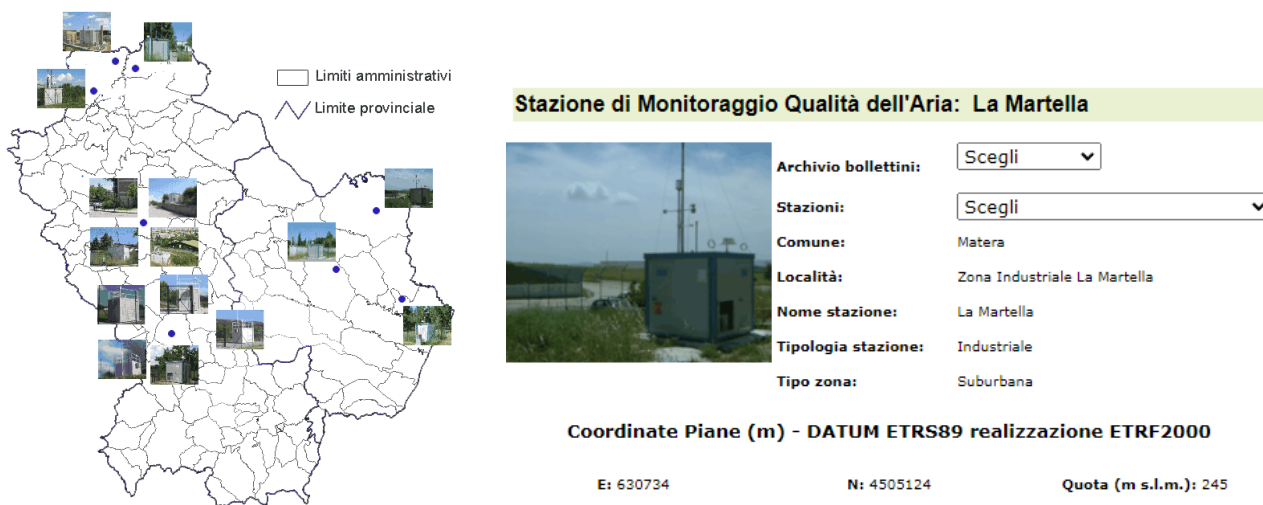 Limiti amministrativi
Limite provinciale
Stazione di Monitoraggio Qualità dell'Aria: La Martella
Archivio bollettini: Scegli
Stazioni: Scegli
Comune: Matera
Località: Zona Industriale La Martella
Nome stazione: La Martella
Tipologia stazione: Industriale
Tipo zona: Suburbana
Coordinate Piane (m) - DATUM ETRS89 realizzazione ETRF2000
E: 630734 N: 4505124 Quota (m s.l.m.): 245